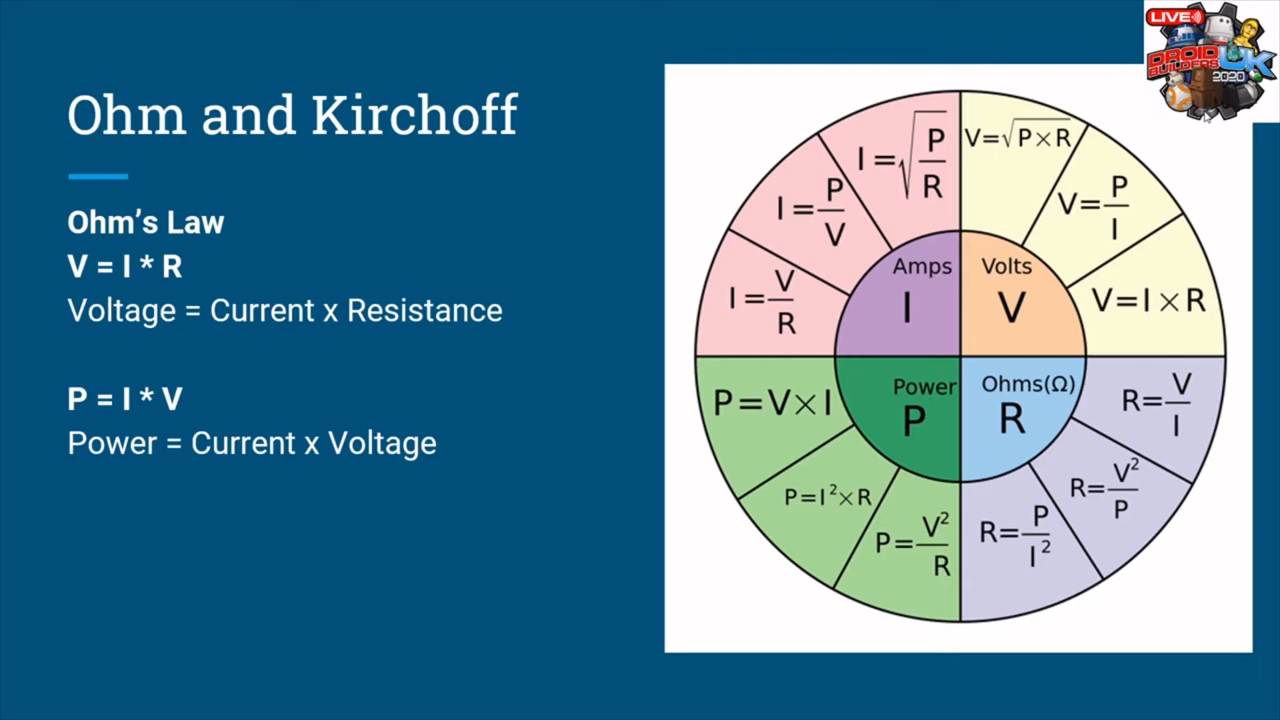 LIVE
DROID
BUILDERS UK
2020
Ohm and Kirchoff
Ohm’s Law
V = I * R
Voltage = Current x Resistance
P = I * V
Power = Current x Voltage
I=√(P/R)
V=√P×R
I=P/V
V=P/I
I=V/R
V=I×R
Amps
I
Volts
V
Power
P
Ohms(Ω)
R
P=V×I
R=V/I
P=I²×R
R=V²/P
P=V²/R
R=P/I²